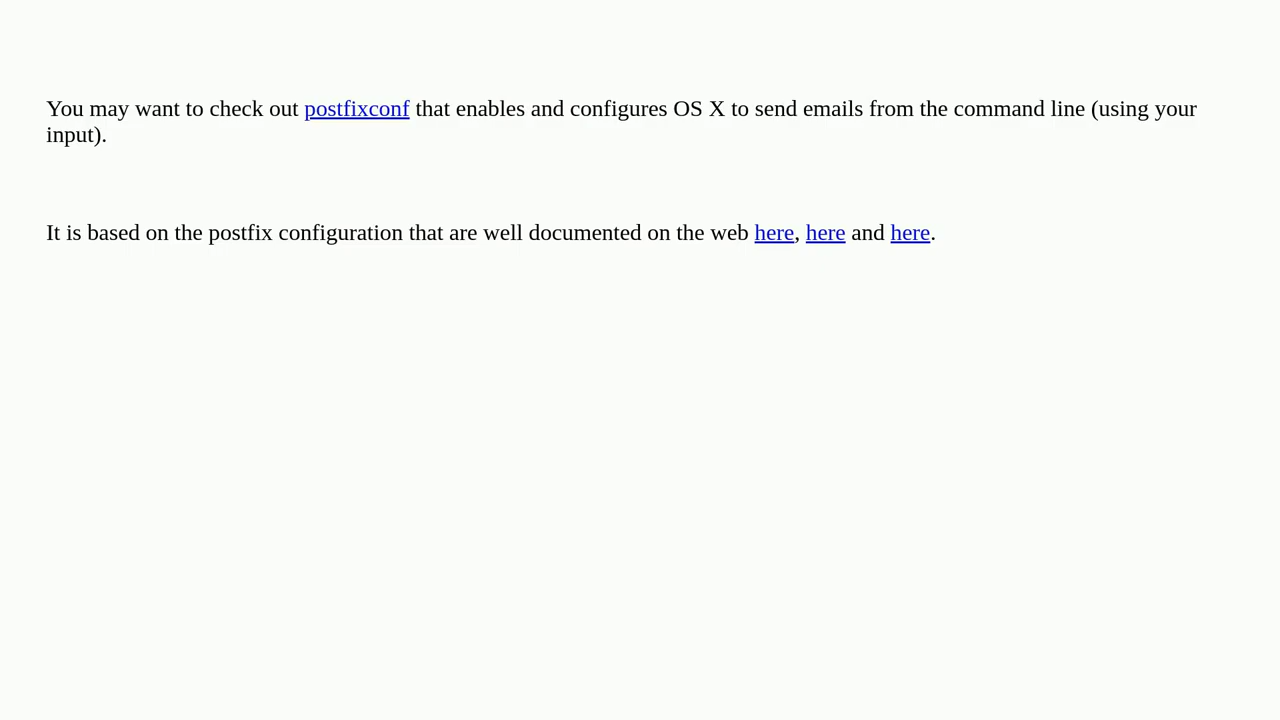 You may want to check out postfixconf that enables and configures OS X to send emails from the command line (using your
input).
It is based on the postfix configuration that are well documented on the web here, here and here.